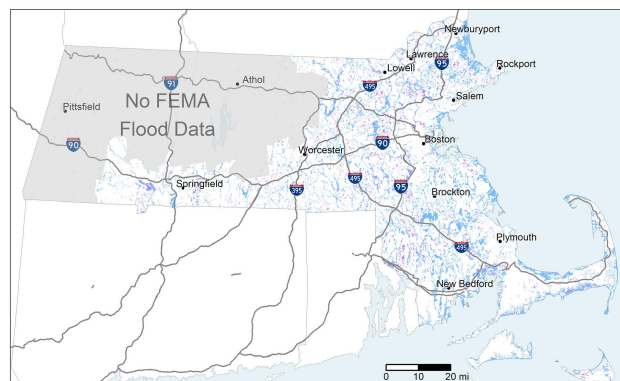 Newburyport
Lawrence
95
Rockport
Lowell
Athol
91
495
No FEMA
Flood Data
Salem
Pittsfield
90
Boston
90
Worcester
Springfield
495
95
395
Brockton
Plymouth
495
New Bedford
0 10 20 mi